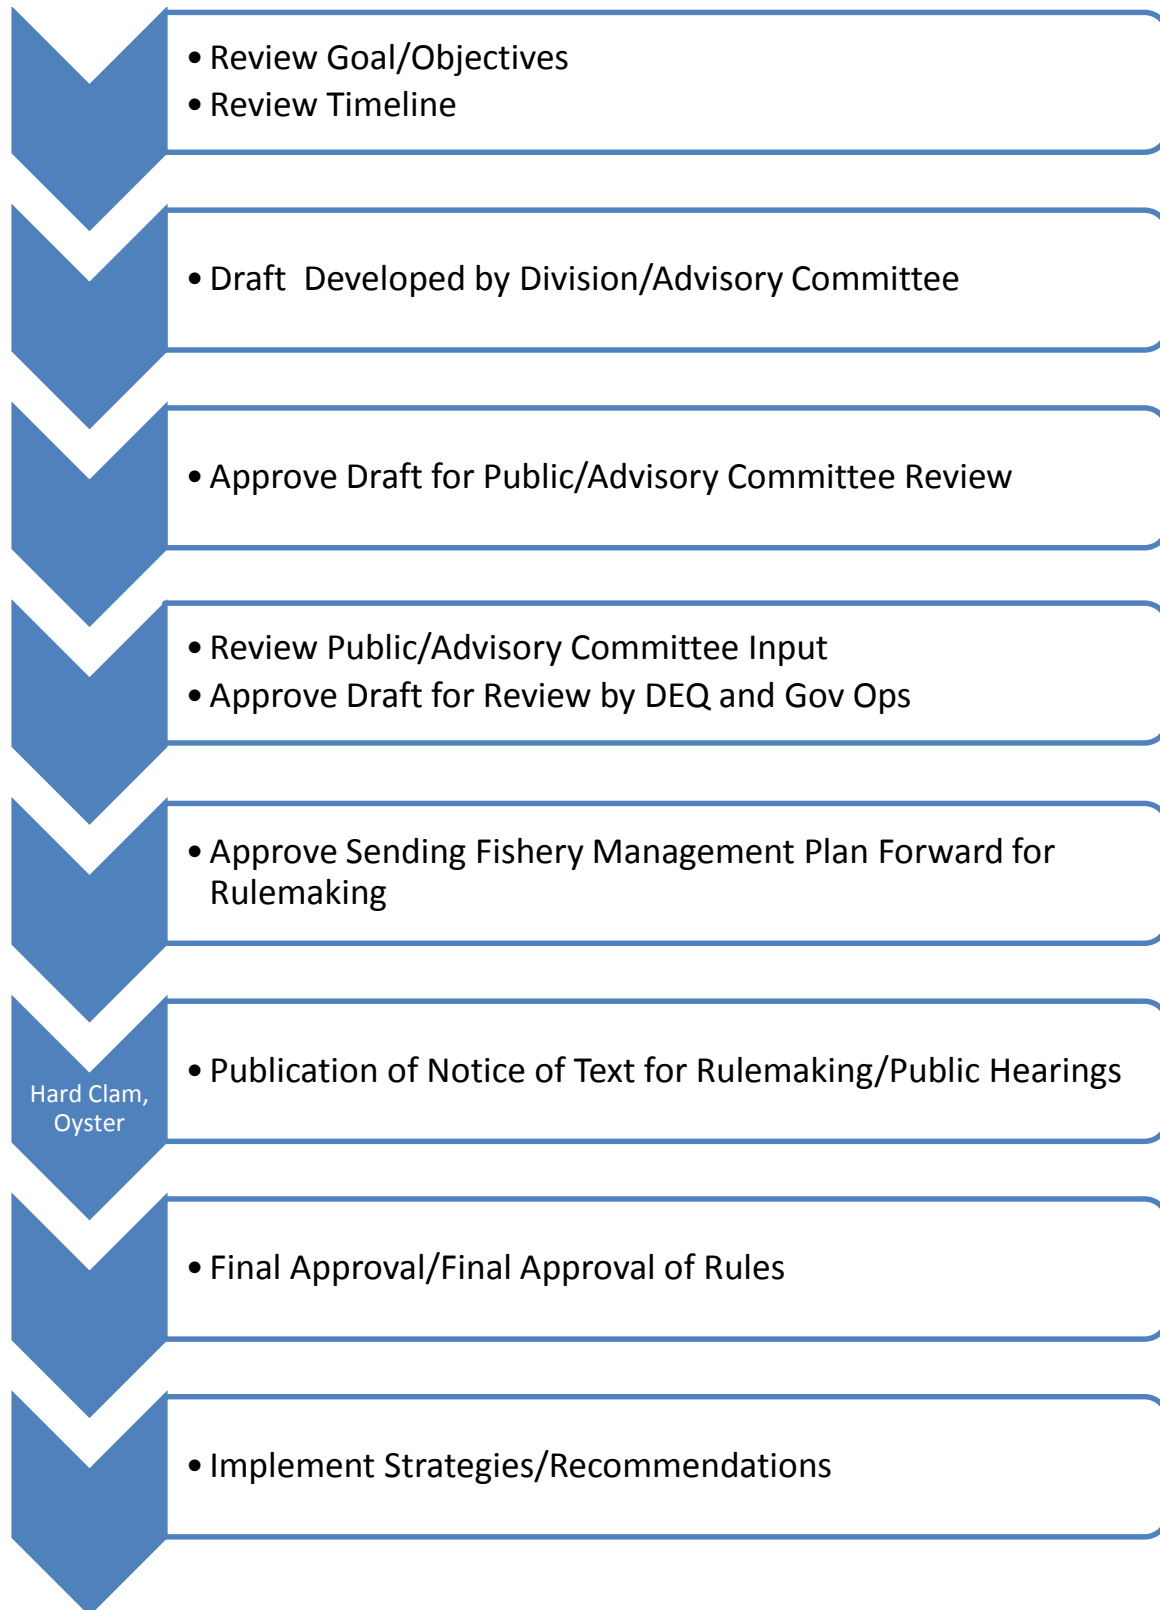 • Review Goal/Objectives
• Review Timeline
• Draft  Developed by Division/Advisory Committee
• Approve Draft for Public/Advisory Committee Review
• Review Public/Advisory Committee Input
• Approve Draft for Review by DEQ and Gov Ops
• Approve Sending Fishery Management Plan Forward for
Rulemaking
Hard Clam,
Oyster
• Publication of Notice of Text for Rulemaking/Public Hearings
• Final Approval/Final Approval of Rules
• Implement Strategies/Recommendations